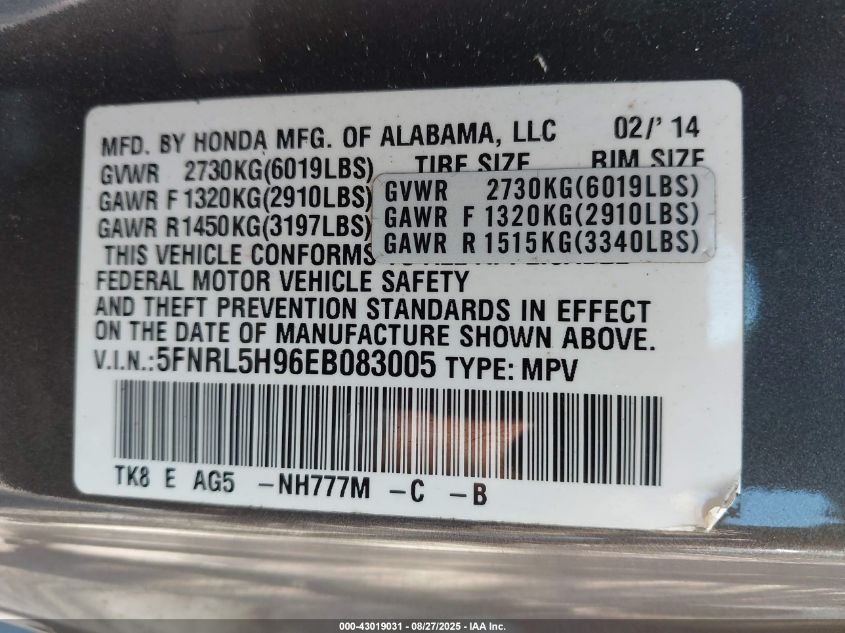 MFD. BY HONDA MFG. OF ALABAMA, LLC 02/' 14
GVWR 2730KG(6019LBS) TIRE SIZE RIM SIZE
GAWR F 1320KG(2910LBS)
GAWR R1450KG(3197LBS)
GVWR 2730KG(6019LBS)
GAWR F 1320KG(2910LBS)
GAWR R 1515KG(3340LBS)
THIS VEHICLE CONFORMS
FEDERAL MOTOR VEHICLE SAFETY
AND THEFT PREVENTION STANDARDS IN EFFECT
ON THE DATE OF MANUFACTURE SHOWN ABOVE.
V.I.N.:5FNRL5H96EB083005 TYPE: MPV
TK8 E AG5 -NH777M -C -B
000-43019031 - 08/27/2025 - IAA Inc.